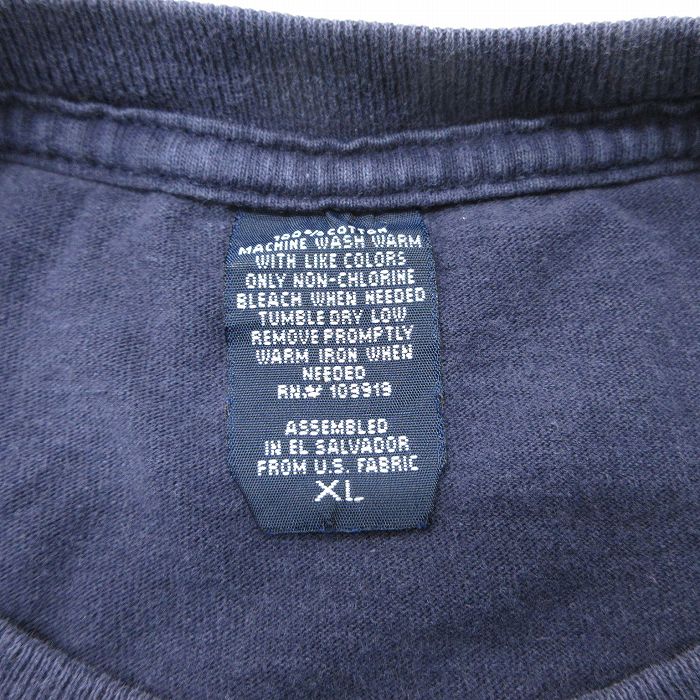 100% COTTON
MACHINE WASH WARM
WITH LIKE COLORS
ONLY NON-CHLORINE
BLEACH WHEN NEEDED
TUMBLE DRY LOW
REMOVE PROMPTLY
WARM IRON WHEN
NEEDED
RN# 109919
ASSEMBLED
IN EL SALVADOR
FROM U.S. FABRIC
XL